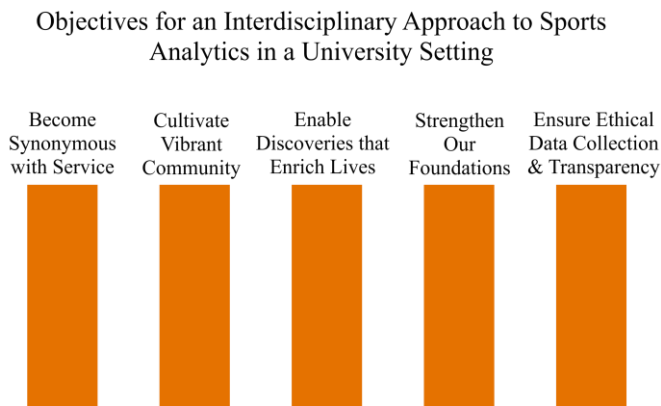 Objectives for an Interdisciplinary Approach to Sports
Analytics in a University Setting
Become
Synonymous
with Service
Cultivate
Vibrant
Community
Enable
Discoveries that
Enrich Lives
Strengthen
Our
Foundations
Ensure Ethical
Data Collection
& Transparency